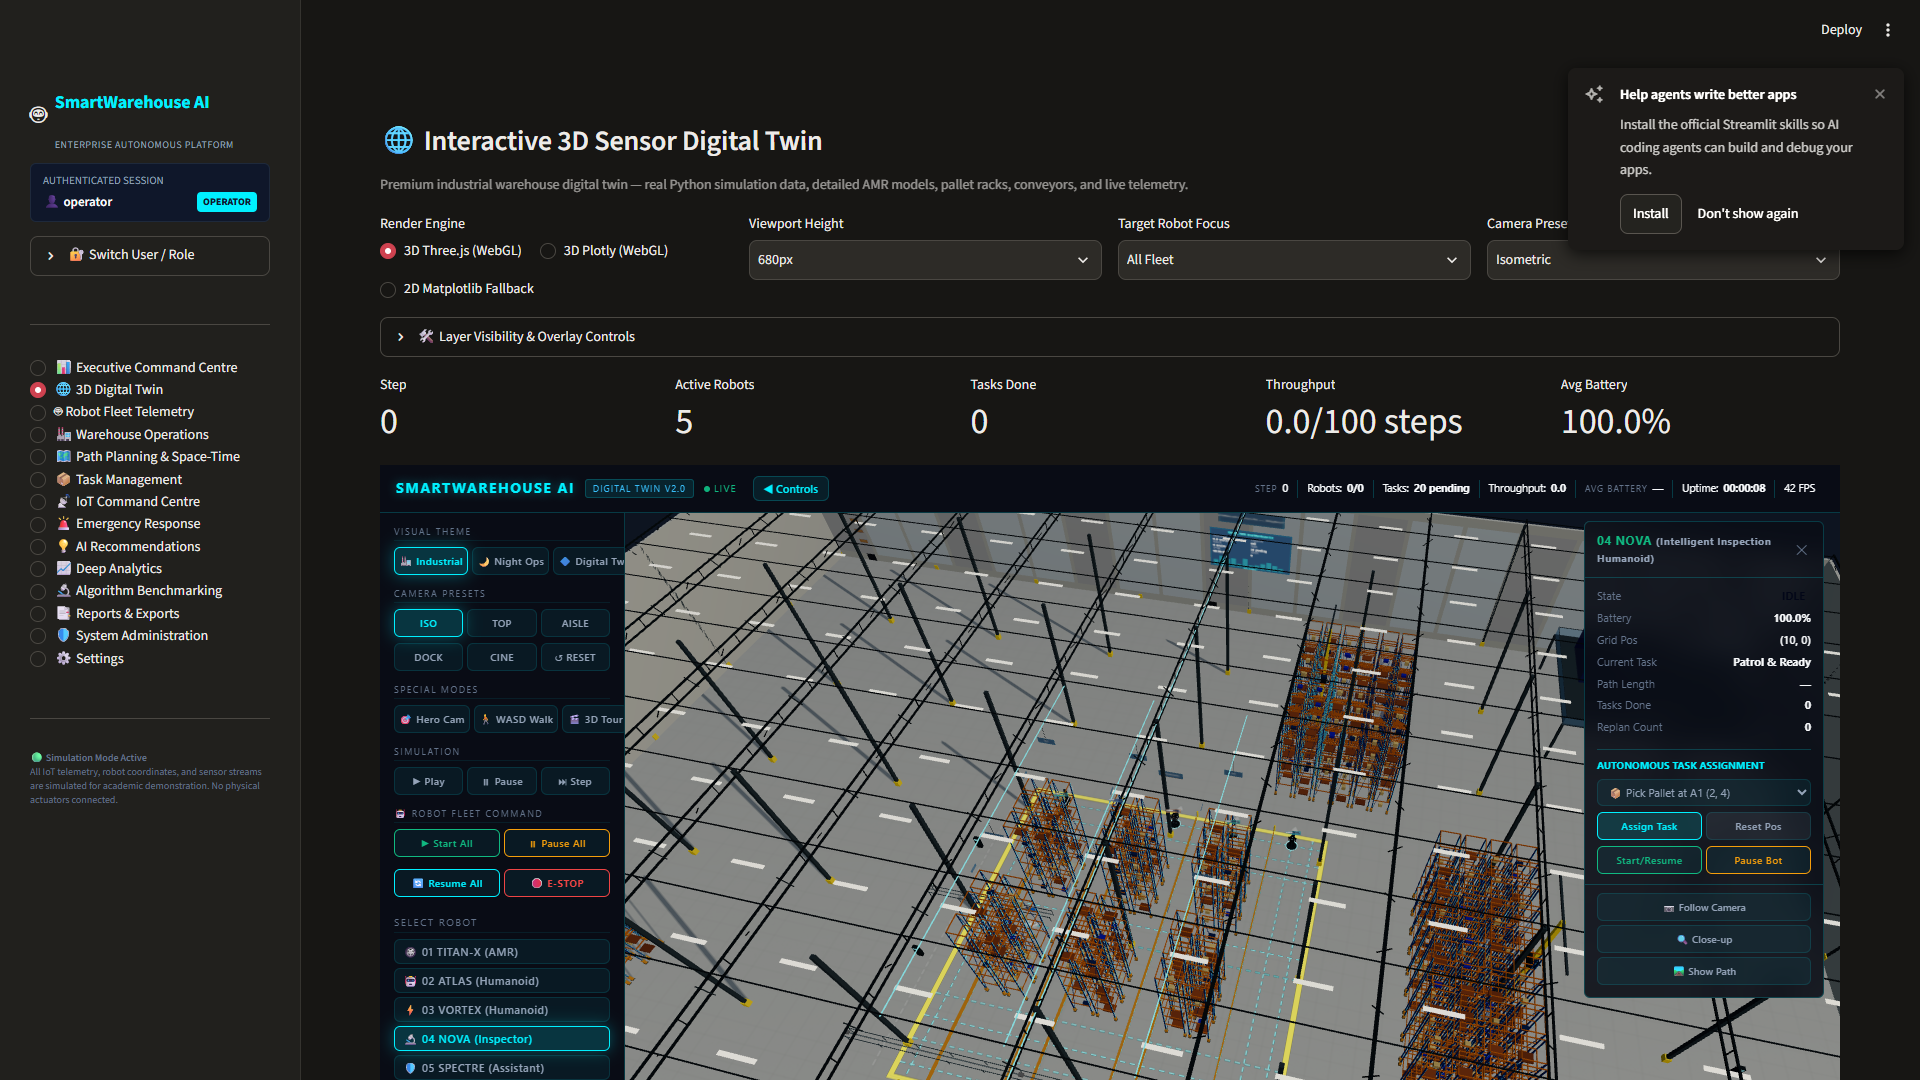 Deploy
SmartWarehouse AI
ENTERPRISE AUTONOMOUS PLATFORM
AUTHENTICATED SESSION
operator
OPERATOR
Switch User / Role
Executive Command Centre
3D Digital Twin
Robot Fleet Telemetry
Warehouse Operations
Path Planning & Space-Time
Task Management
IoT Command Centre
Emergency Response
AI Recommendations
Deep Analytics
Algorithm Benchmarking
Reports & Exports
System Administration
Settings
Simulation Mode Active
All IoT telemetry, robot coordinates, and sensor streams
are simulated for academic demonstration. No physical
actuators connected.
Help agents write better apps
Install the official Streamlit skills so AI
coding agents can build and debug your
apps.
Install
Don't show again
Interactive 3D Sensor Digital Twin
Premium industrial warehouse digital twin — real Python simulation data, detailed AMR models, pallet racks, conveyors, and live telemetry.
Render Engine
3D Three.js (WebGL)
3D Plotly (WebGL)
2D Matplotlib Fallback
Viewport Height
680px
Target Robot Focus
All Fleet
Camera Prese
Isometric
Layer Visibility & Overlay Controls
Step
0
Active Robots
5
Tasks Done
0
Throughput
0.0/100 steps
Avg Battery
100.0%
SMARTWAREHOUSE AI
DIGITAL TWIN V2.0
LIVE
◀ Controls
STEP 0
Robots: 0/0
Tasks: 20 pending
Throughput: 0.0
AVG BATTERY —
Uptime: 00:00:08
42 FPS
VISUAL THEME
Industrial
Night Ops
Digital Tw
CAMERA PRESETS
ISO
TOP
AISLE
DOCK
CINE
↺ RESET
SPECIAL MODES
Hero Cam
WASD Walk
3D Tour
SIMULATION
▶ Play
⏸ Pause
⏭ Step
ROBOT FLEET COMMAND
▶ Start All
⏸ Pause All
Resume All
E-STOP
SELECT ROBOT
01 TITAN-X (AMR)
02 ATLAS (Humanoid)
03 VORTEX (Humanoid)
04 NOVA (Inspector)
05 SPECTRE (Assistant)
04 NOVA (Intelligent Inspection
Humanoid)
State IDLE
Battery 100.0%
Grid Pos (10, 0)
Current Task Patrol & Ready
Path Length —
Tasks Done 0
Replan Count 0
AUTONOMOUS TASK ASSIGNMENT
Pick Pallet at A1 (2, 4)
Assign Task
Reset Pos
Start/Resume
Pause Bot
Follow Camera
Close-up
Show Path